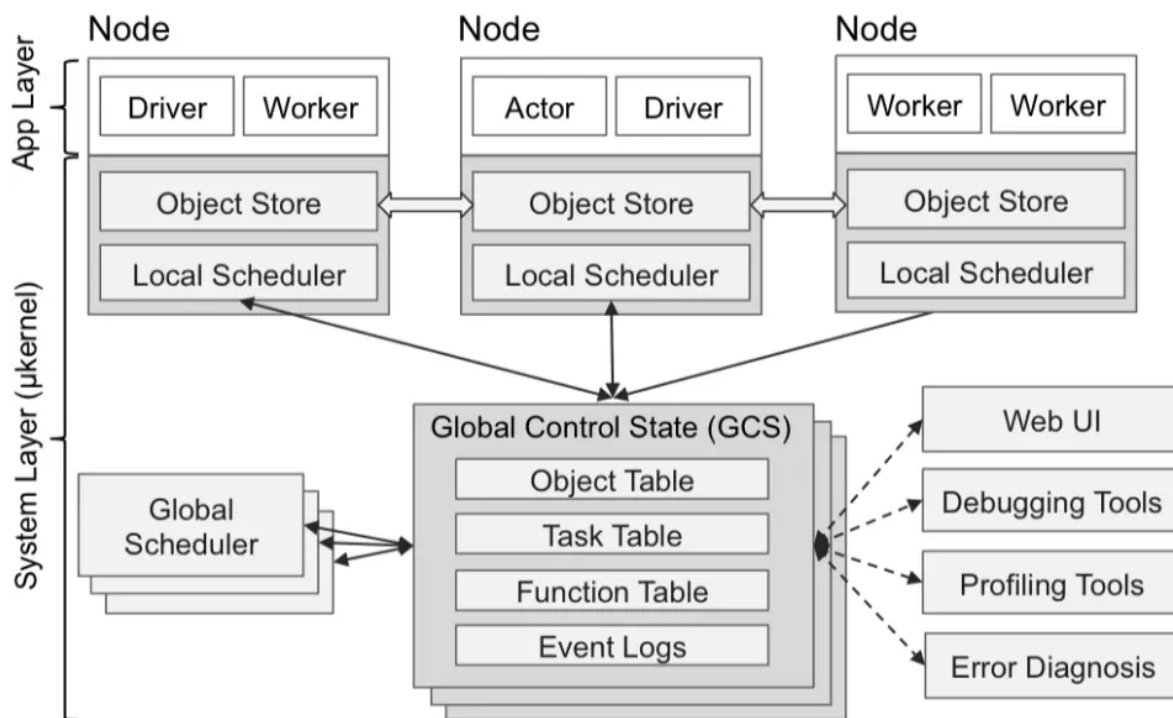 Node
Node
Node
App Layer
Driver
Worker
Actor
Driver
Worker
Worker
Object Store
Object Store
Object Store
Local Scheduler
Local Scheduler
Local Scheduler
System Layer (µkernel)
Global Control State (GCS)
Object Table
Task Table
Function Table
Event Logs
Global
Scheduler
Web UI
Debugging Tools
Profiling Tools
Error Diagnosis